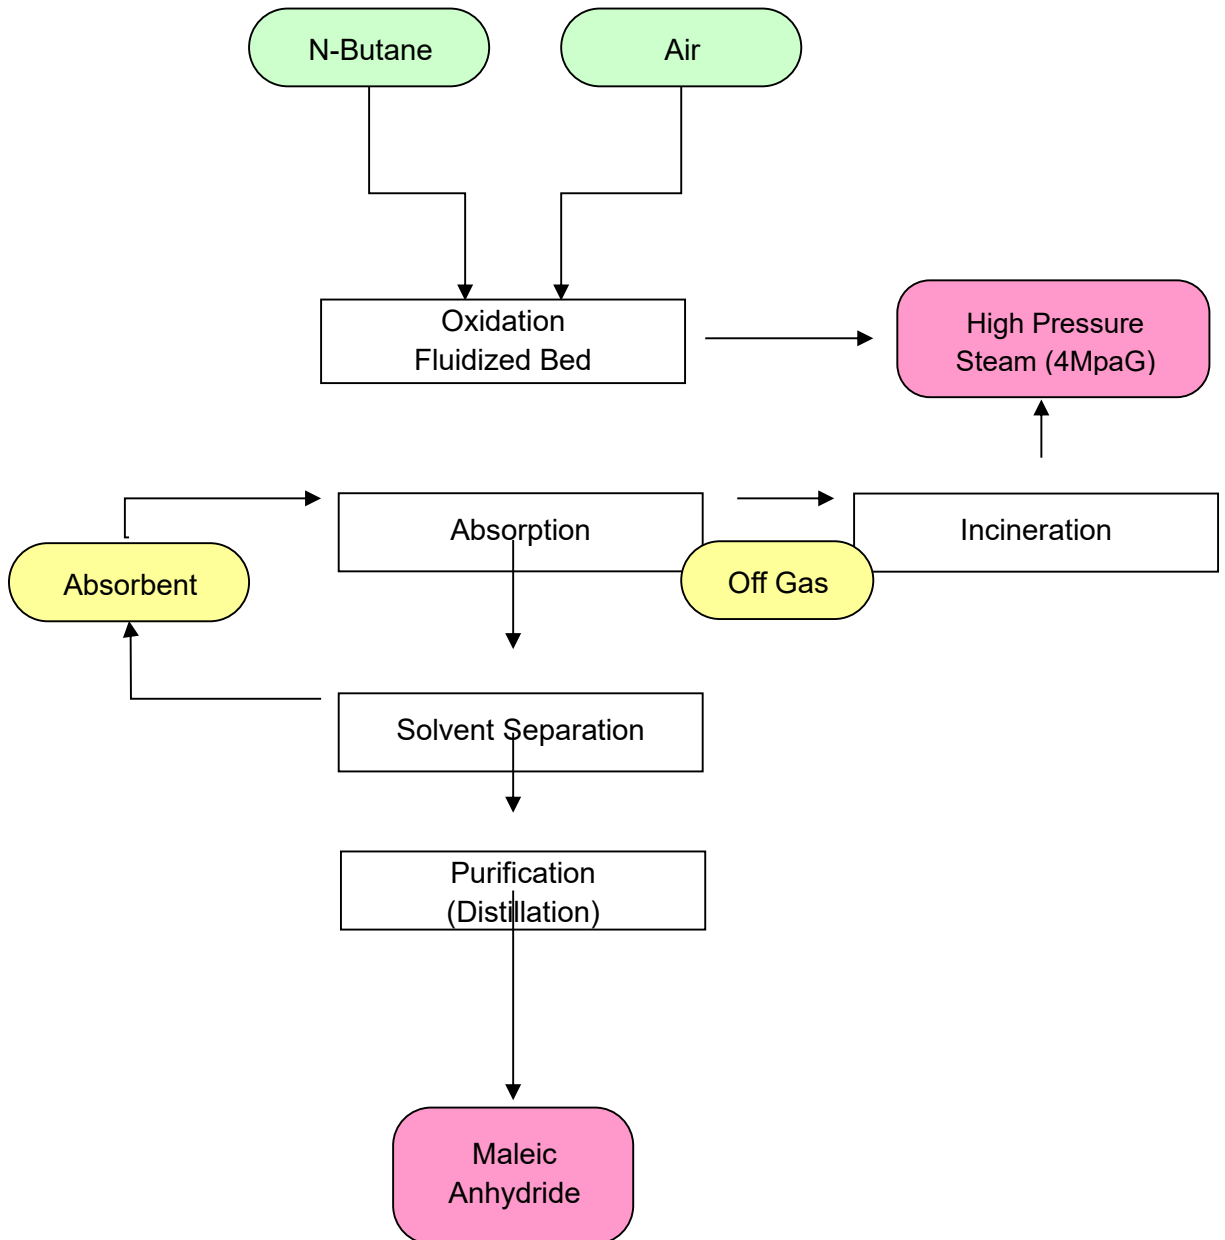 N-Butane
Air
Oxidation
Fluidized Bed
High Pressure
Steam (4MpaG)
Absorption
Incineration
Absorbent
Off Gas
Solvent Separation
Purification
(Distillation)
Maleic
Anhydride